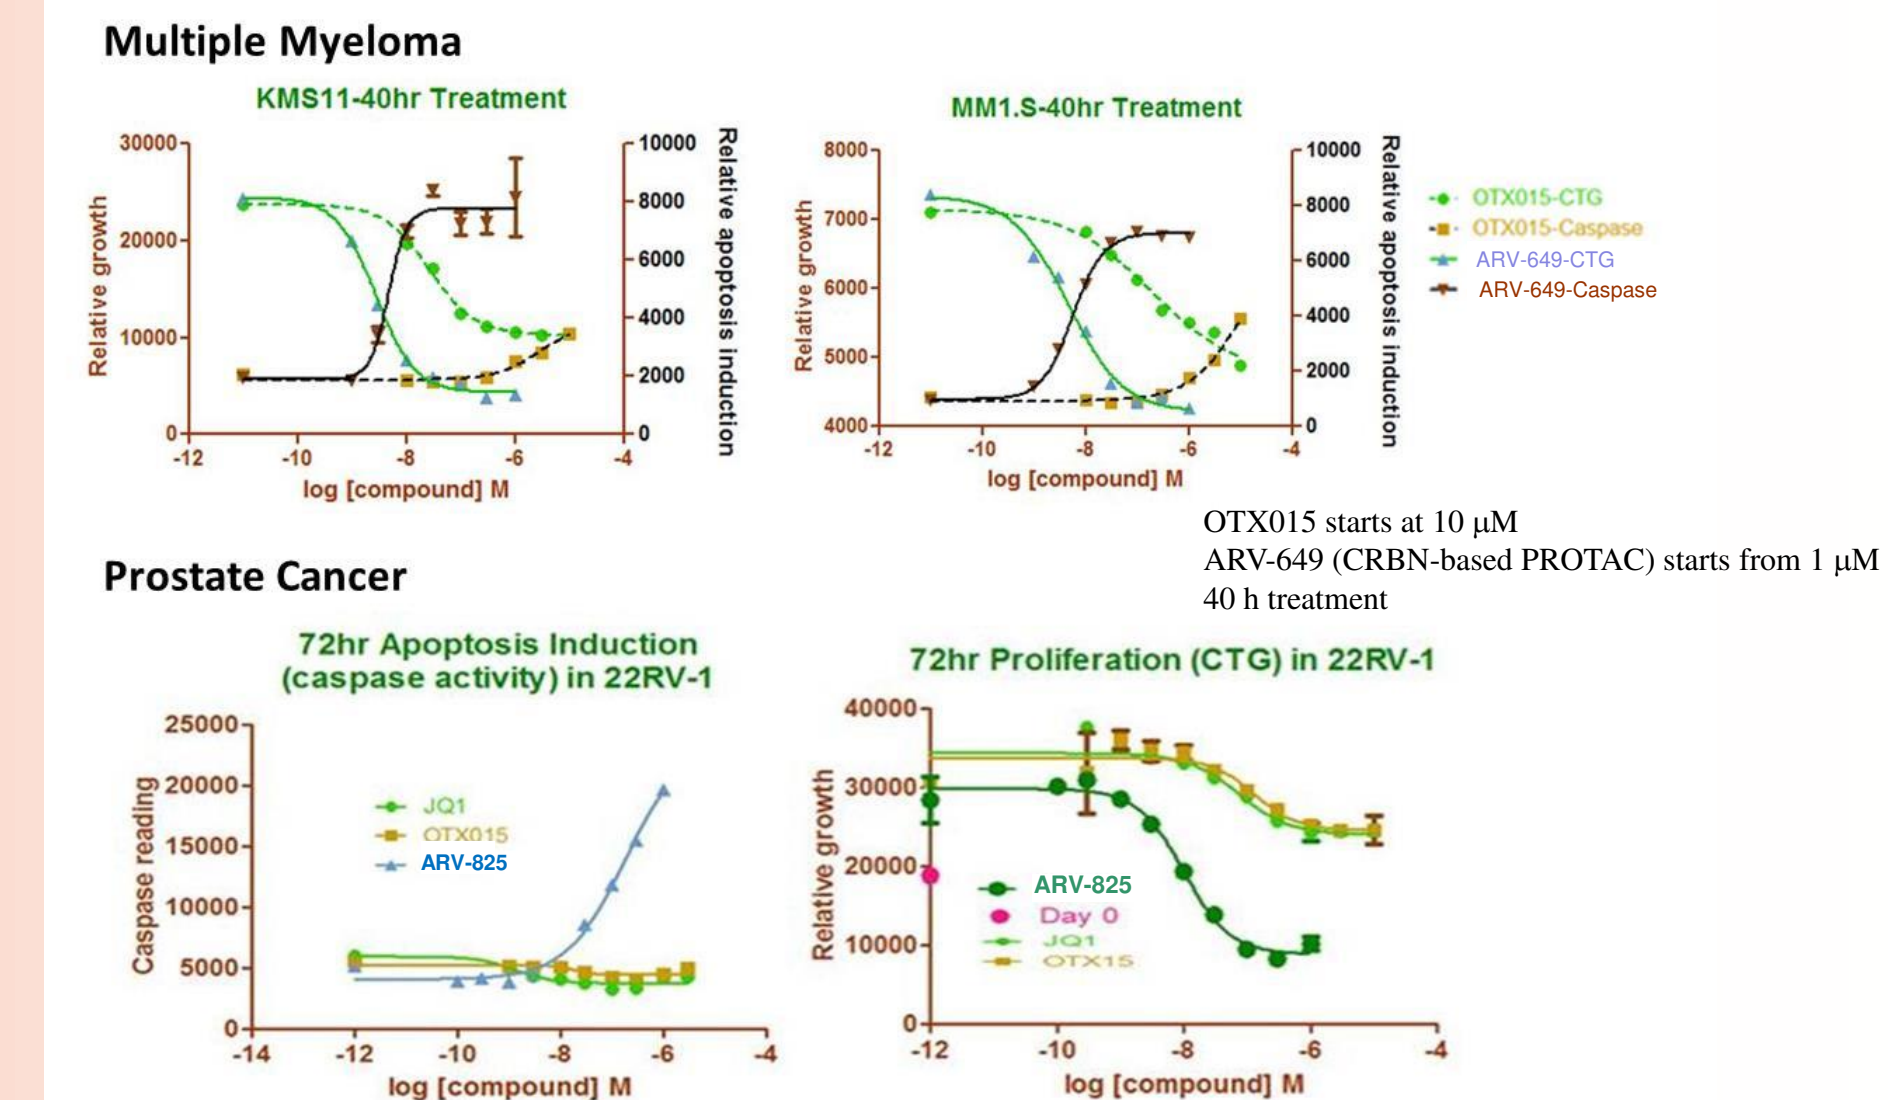 Multiple Myeloma
KMS11-40hr Treatment
30000
20000
10000
0
Relative growth
10000
8000
6000
4000
2000
0
Relative apoptosis induction
-12
-10
-8
-6
-4
log [compound] M
MM1.S-40hr Treatment
8000
7000
6000
5000
4000
Relative growth
10000
8000
6000
4000
2000
0
Relative apoptosis induction
-12
-10
-8
-6
-4
log [compound] M
OTX015-CTG
OTX015-Caspase
ARV-649-CTG
ARV-649-Caspase
OTX015 starts at 10 μM
ARV-649 (CRBN-based PROTAC) starts from 1 μM
40 h treatment
Prostate Cancer
72hr Apoptosis Induction
(caspase activity) in 22RV-1
25000
20000
15000
10000
5000
0
Caspase reading
JQ1
OTX015
ARV-825
-14
-12
-10
-8
-6
-4
log [compound] M
72hr Proliferation (CTG) in 22RV-1
40000
30000
20000
10000
0
Relative growth
ARV-825
Day 0
JQ1
OTX15
-12
-10
-8
-6
-4
log [compound] M